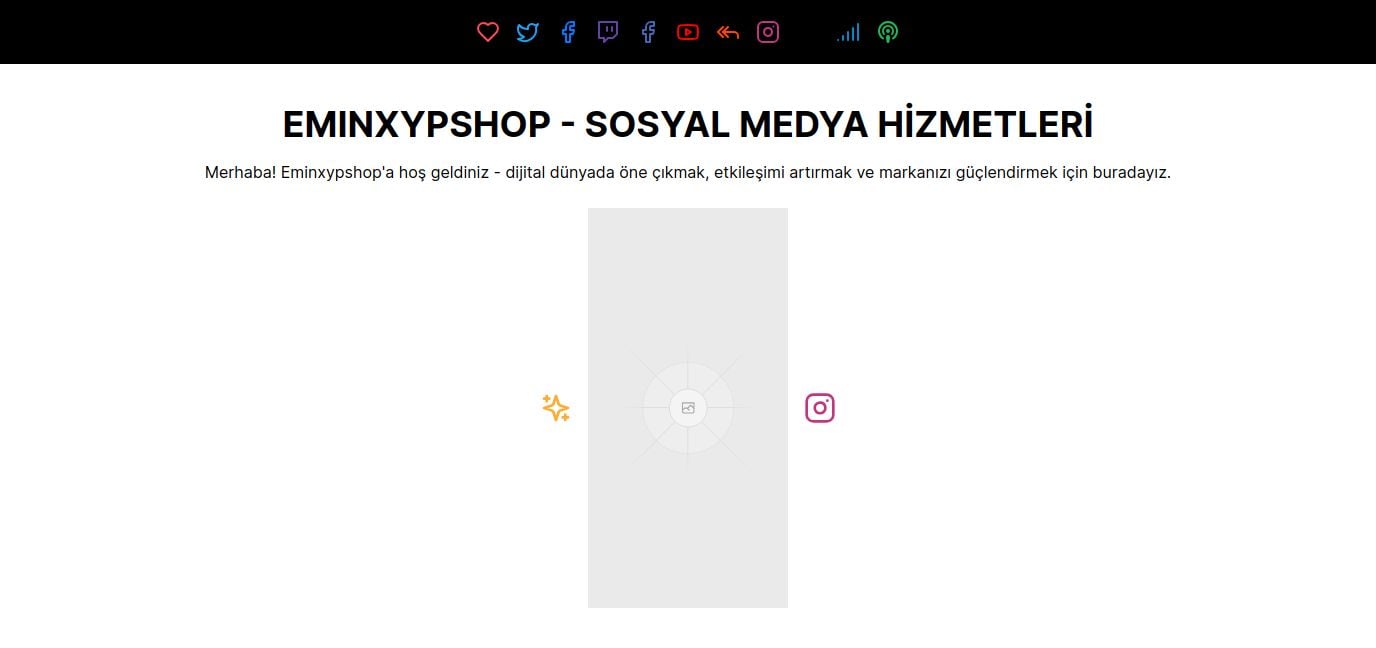 EMINXYPSHOP - SOSYAL MEDYA HİZMETLERİ
Merhaba! Eminxypshop'a hoş geldiniz - dijital dünyada öne çıkmak, etkileşimi artırmak ve markanızı güçlendirmek için buradayız.